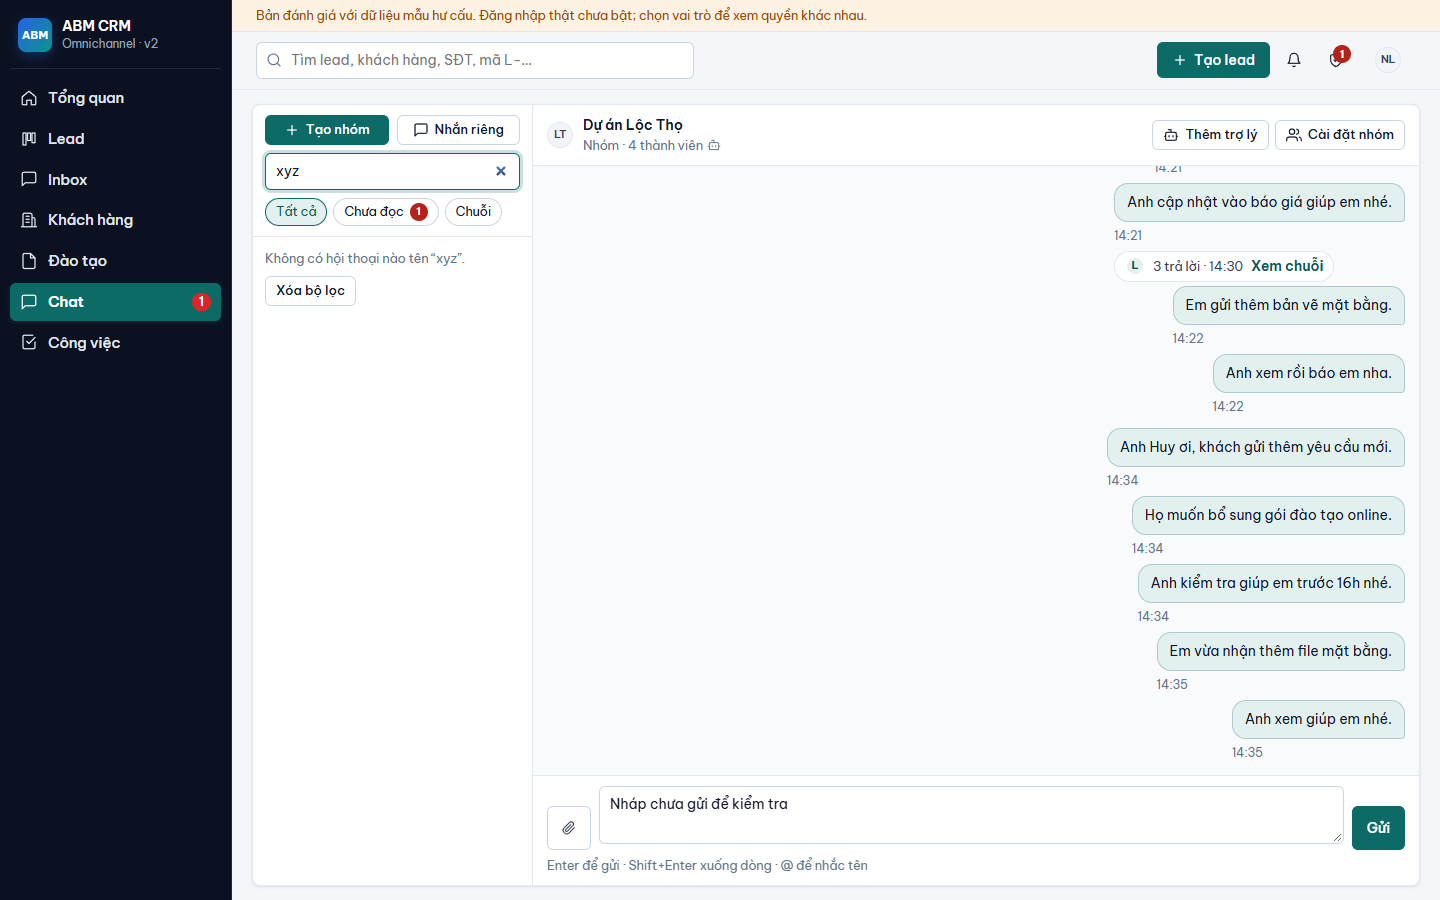 ABM
ABM CRM
Omnichannel · v2
Tổng quan
Lead
Inbox
Khách hàng
Đào tạo
Chat
1
Công việc
Bản đánh giá với dữ liệu mẫu hư cấu. Đăng nhập thật chưa bật; chọn vai trò để xem quyền khác nhau.
Tìm lead, khách hàng, SĐT, mã L-...
Tạo lead
1
NL
Tạo nhóm
Nhắn riêng
xyz
Tất cả
Chưa đọc 1
Chuỗi
Không có hội thoại nào tên “xyz”.
Xóa bộ lọc
LT
Dự án Lộc Thọ
Nhóm · 4 thành viên
Thêm trợ lý
Cài đặt nhóm
14:21
Anh cập nhật vào báo giá giúp em nhé.
14:21
L 3 trả lời · 14:30 Xem chuỗi
Em gửi thêm bản vẽ mặt bằng.
14:22
Anh xem rồi báo em nha.
14:22
Anh Huy ơi, khách gửi thêm yêu cầu mới.
14:34
Họ muốn bổ sung gói đào tạo online.
14:34
Anh kiểm tra giúp em trước 16h nhé.
14:34
Em vừa nhận thêm file mặt bằng.
14:35
Anh xem giúp em nhé.
14:35
Nháp chưa gửi để kiểm tra
Gửi
Enter để gửi · Shift+Enter xuống dòng · @ để nhắc tên